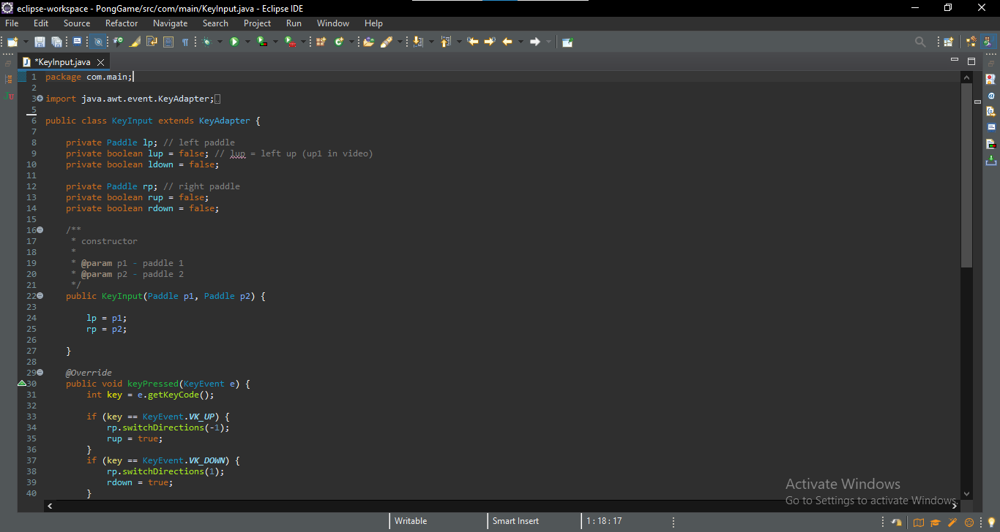 eclipse-workspace - PongGame/src/com/main/KeyInput.java - Eclipse IDE
File Edit Source Refactor Navigate Search Project Run Window Help
*KeyInput.java
1 package com.main;
2
3 import java.awt.event.KeyAdapter;
5
6 public class KeyInput extends KeyAdapter {
7
8 private Paddle lp; // left paddle
9 private boolean lup = false; // lup = left up (up1 in video)
10 private boolean ldown = false;
11
12 private Paddle rp; // right paddle
13 private boolean rup = false;
14 private boolean rdown = false;
15
16 /**
17 * constructor
18 *
19 * @param p1 - paddle 1
20 * @param p2 - paddle 2
21 */
22 public KeyInput(Paddle p1, Paddle p2) {
23
24 lp = p1;
25 rp = p2;
26
27 }
28
29 @Override
30 public void keyPressed(KeyEvent e) {
31 int key = e.getKeyCode();
32
33 if (key == KeyEvent.VK_UP) {
34 rp.switchDirections(-1);
35 rup = true;
36 }
37 if (key == KeyEvent.VK_DOWN) {
38 rp.switchDirections(1);
39 rdown = true;
40 }
Activate Windows
Go to Settings to activate Windows.
Writable Smart Insert 1 : 18 : 17